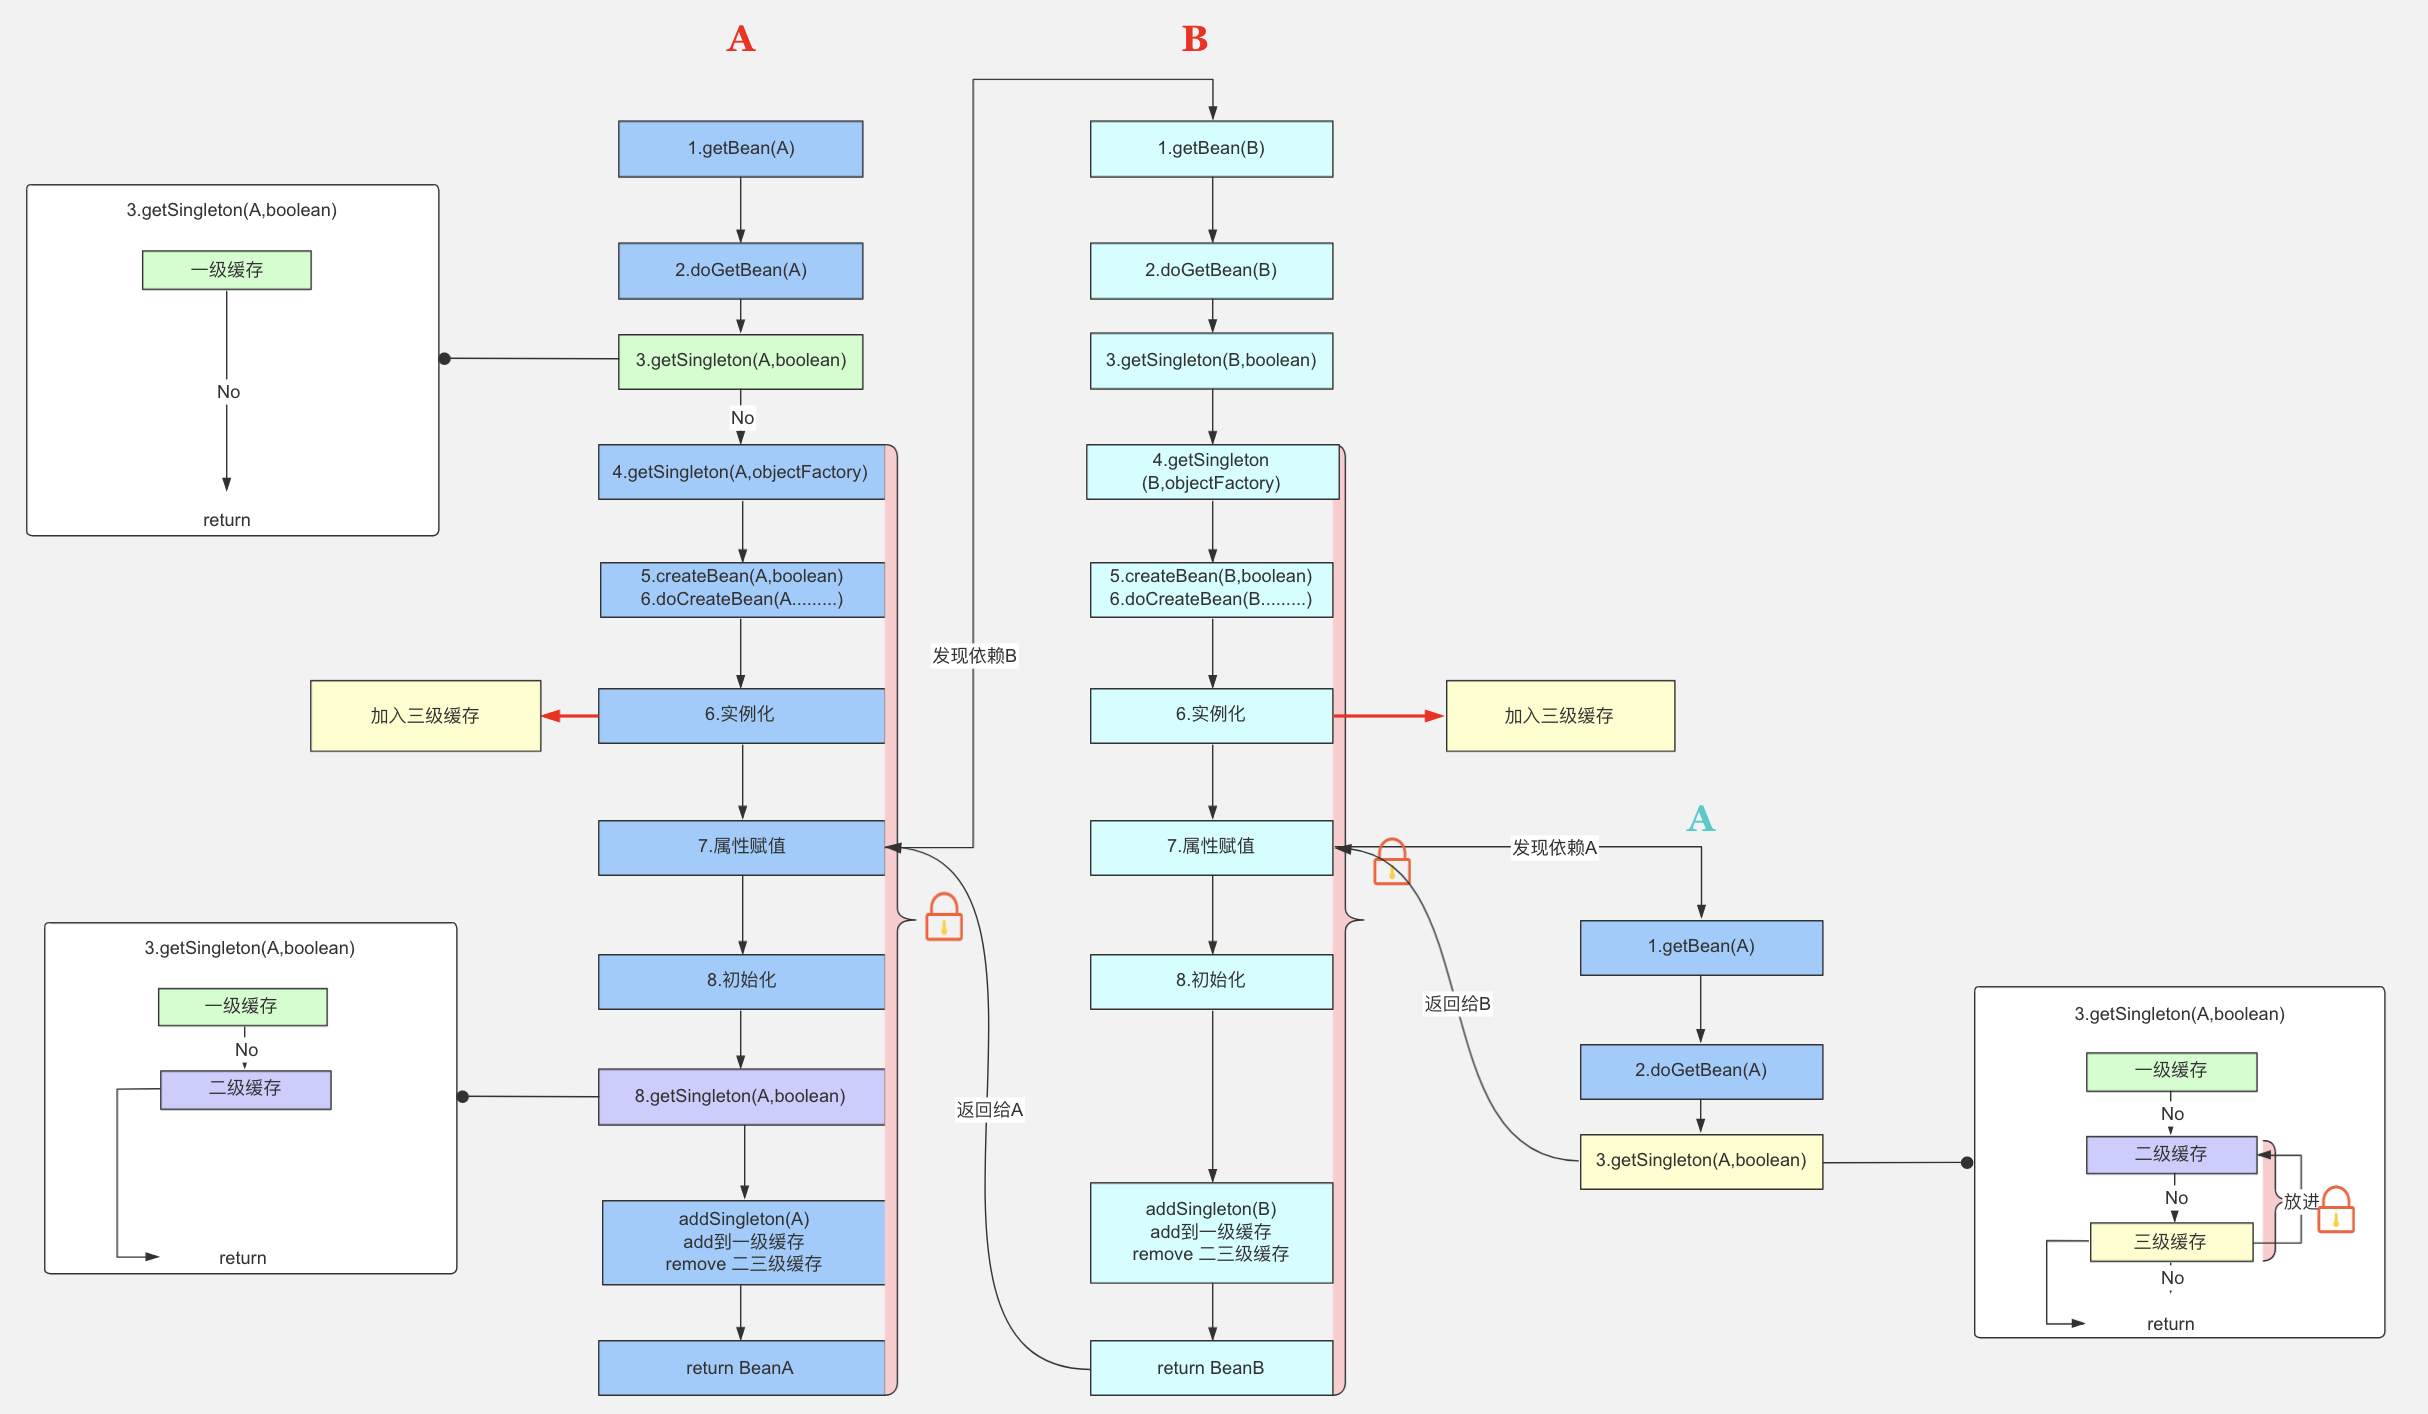 A
B
1.getBean(A)
2.doGetBean(A)
3.getSingleton(A,boolean)
No
4.getSingleton(A,objectFactory)
5.createBean(A,boolean)
6.doCreateBean(A.........)
6.实例化
加入三级缓存
7.属性赋值
8.初始化
8.getSingleton(A,boolean)
addSingleton(A)
add到一级缓存
remove 二三级缓存
return BeanA
3.getSingleton(A,boolean)
一级缓存
No
return
3.getSingleton(A,boolean)
一级缓存
No
二级缓存
return
发现依赖B
返回给A
1.getBean(B)
2.doGetBean(B)
3.getSingleton(B,boolean)
4.getSingleton
(B,objectFactory)
5.createBean(B,boolean)
6.doCreateBean(B.........)
6.实例化
加入三级缓存
7.属性赋值
8.初始化
addSingleton(B)
add到一级缓存
remove 二三级缓存
return BeanB
发现依赖A
返回给B
A
1.getBean(A)
2.doGetBean(A)
3.getSingleton(A,boolean)
3.getSingleton(A,boolean)
一级缓存
No
二级缓存
No
放进
三级缓存
No
return